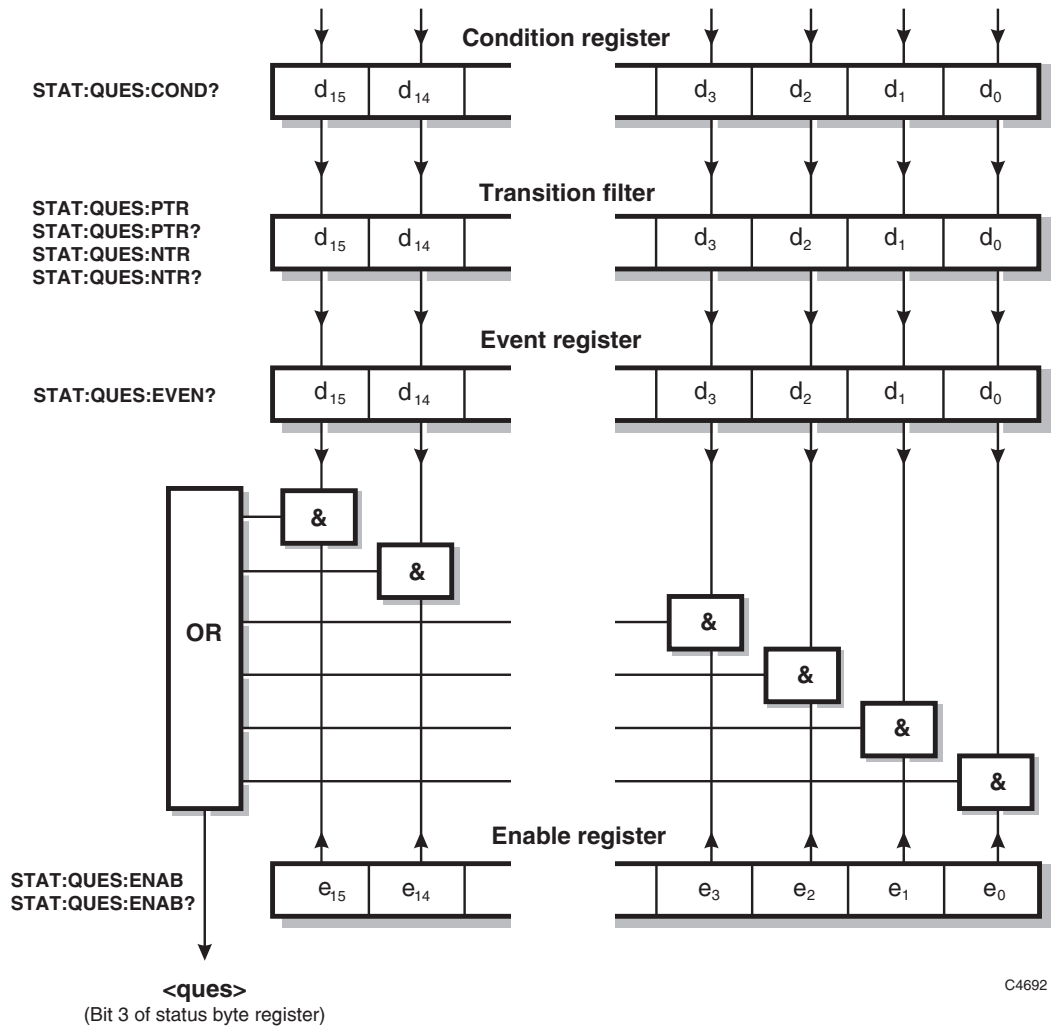 Condition register
STAT:QUES:COND? d15 d14 d3 d2 d1 d0
Transition filter
STAT:QUES:PTR
STAT:QUES:PTR? d15 d14 d3 d2 d1 d0
STAT:QUES:NTR
STAT:QUES:NTR?
Event register
STAT:QUES:EVEN? d15 d14 d3 d2 d1 d0
&
&
OR &
&
&
&
Enable register
STAT:QUES:ENAB e15 e14 e3 e2 e1 e0
STAT:QUES:ENAB?
<ques>
(Bit 3 of status byte register)
C4692